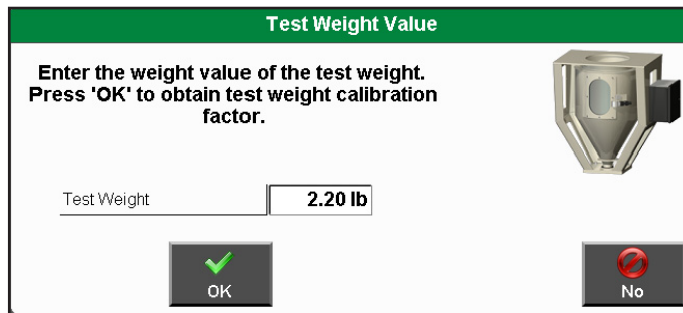 Test Weight Value
Enter the weight value of the test weight.
Press 'OK' to obtain test weight calibration
factor.
Test Weight 2.20 lb
OK
No